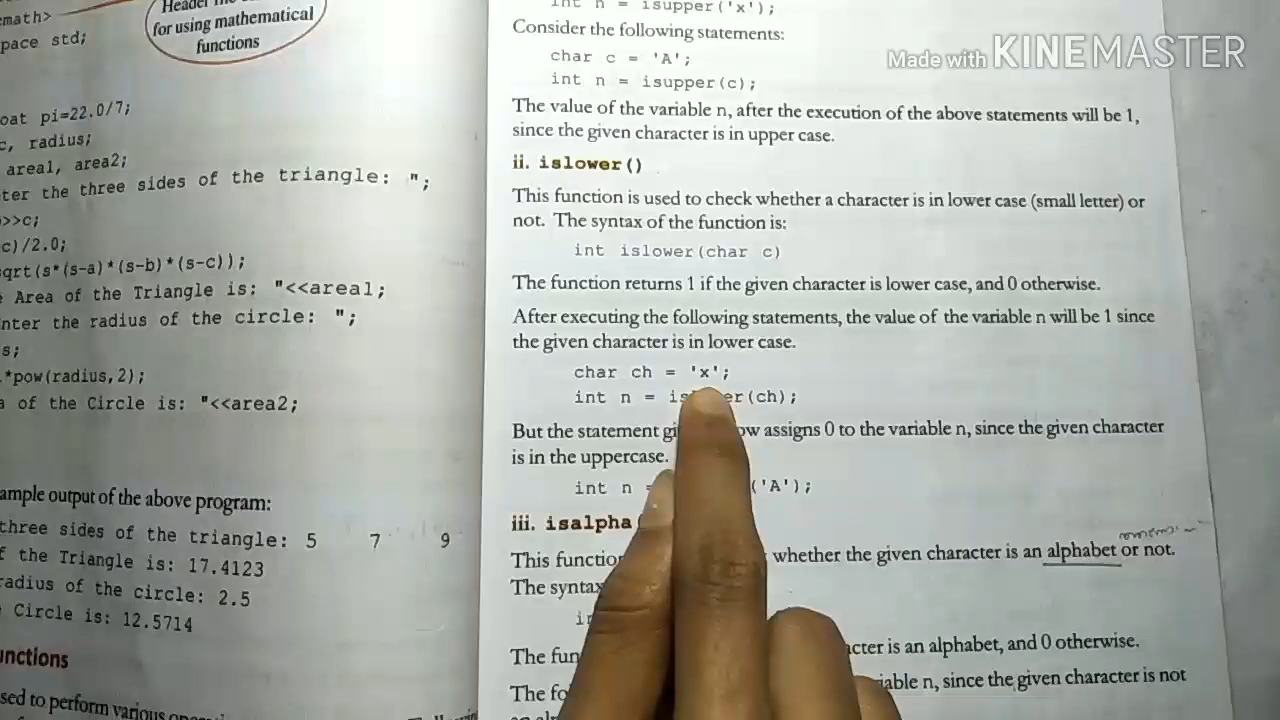 math>
pace std;
for using mathematical
functions
oat pi=22.0/7;
c, radius;
area1, area2;
ter the three sides of the triangle: ";
>>c;
c)/2.0;
sqrt(s*(s-a)*(s-b)*(s-c));
Area of the Triangle is: "<<area1;
nter the radius of the circle: ";
s;
*pow(radius,2);
a of the Circle is: "<<area2;
ample output of the above program:
three sides of the triangle: 5 7 9
f the Triangle is: 17.4123
radius of the circle: 2.5
Circle is: 12.5714
unctions
sed to perform various
int n = isupper('x');
Consider the following statements:
char c = 'A';
int n = isupper(c);
The value of the variable n, after the execution of the above statements will be 1,
since the given character is in upper case.
ii. islower()
This function is used to check whether a character is in lower case (small letter) or
not. The syntax of the function is:
int islower(char c)
The function returns 1 if the given character is lower case, and 0 otherwise.
After executing the following statements, the value of the variable n will be 1 since
the given character is in lower case.
char ch = 'x';
int n = is er(ch);
But the statement gi ow assigns 0 to the variable n, since the given character
is in the uppercase.
int n = ('A');
iii. isalpha
This functio whether the given character is an alphabet or not.
The syntax
The fun acter is an alphabet, and 0 otherwise.
The fo iable n, since the given character is not
Made with KINEMASTER